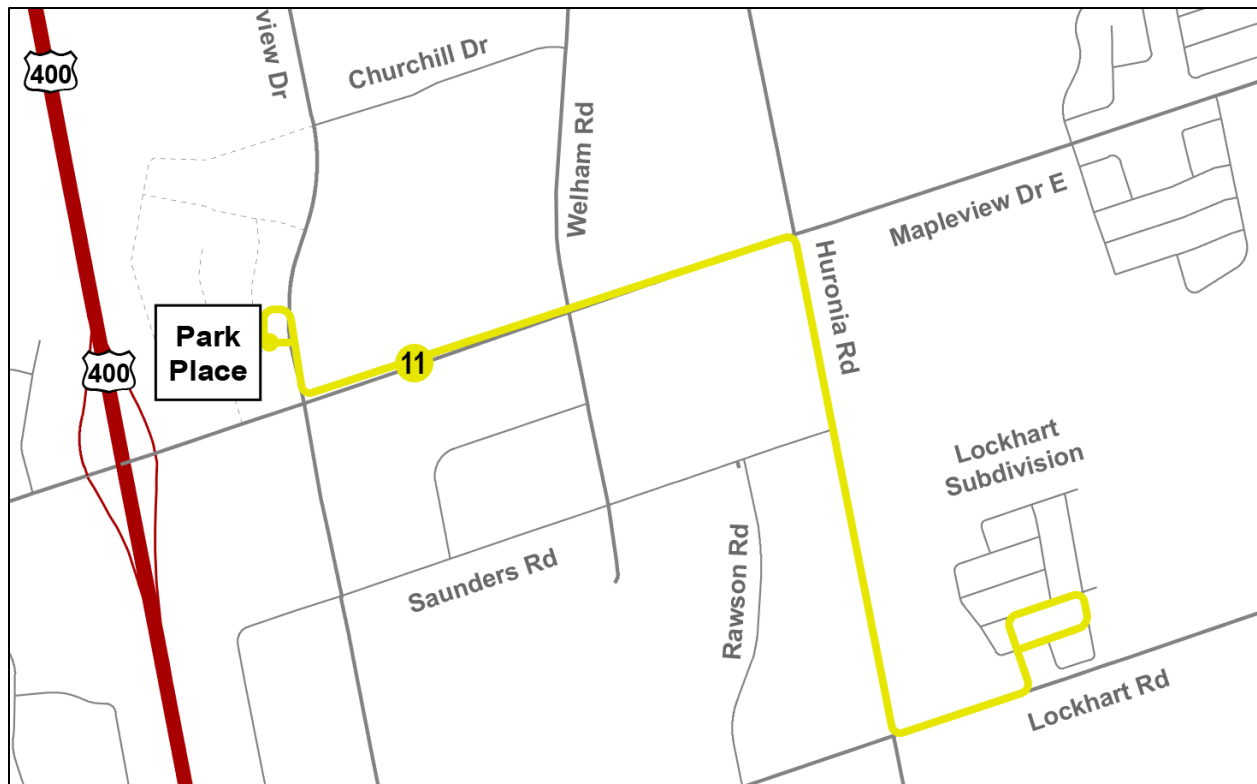 400
view Dr
Churchill Dr
Welham Rd
Mapleview Dr E
Huronia Rd
Park
Place
400
11
Lockhart
Subdivision
Saunders Rd
Rawson Rd
Lockhart Rd